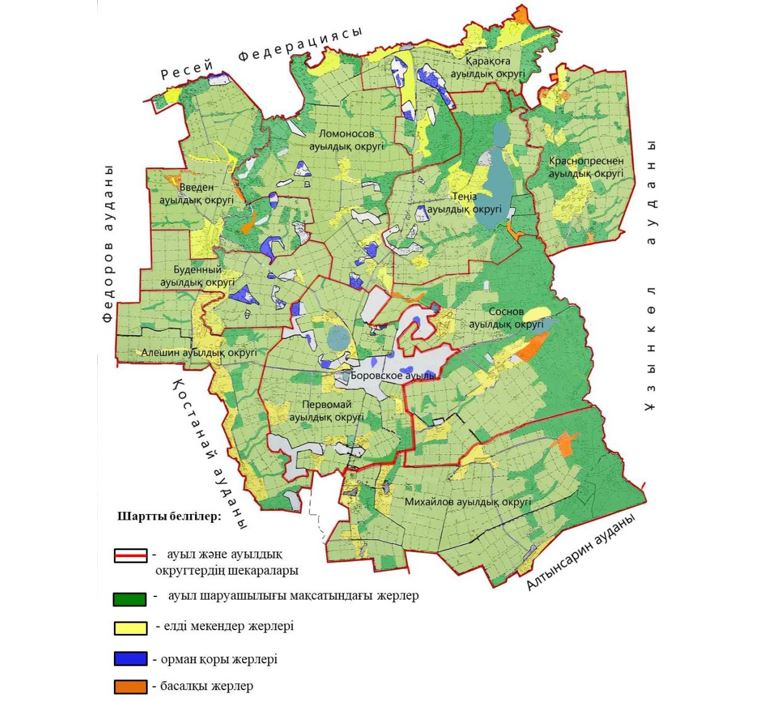 Ресей Федерациясы
Қарақоға
ауылдық округі
Ломоносов
ауылдық округі
Краснопреснен
ауылдық округі
Введен
ауылдық округі
Теңіз
ауылдық округі
Федоров ауданы
Ұзынкөл ауданы
Буденный
ауылдық округі
Соснов
ауылдық округі
Алешин ауылдық округі
Боровское ауылы
Қостанай ауданы
Первомай
ауылдық округі
Михайлов ауылдық округі
Алтынсарин ауданы
Шартты белгілер:
- ауыл және ауылдық
округтердің шекаралары
- ауыл шаруашылығы мақсатындағы жерлер
- елді мекендер жерлері
- орман қоры жерлері
- басалқы жерлер